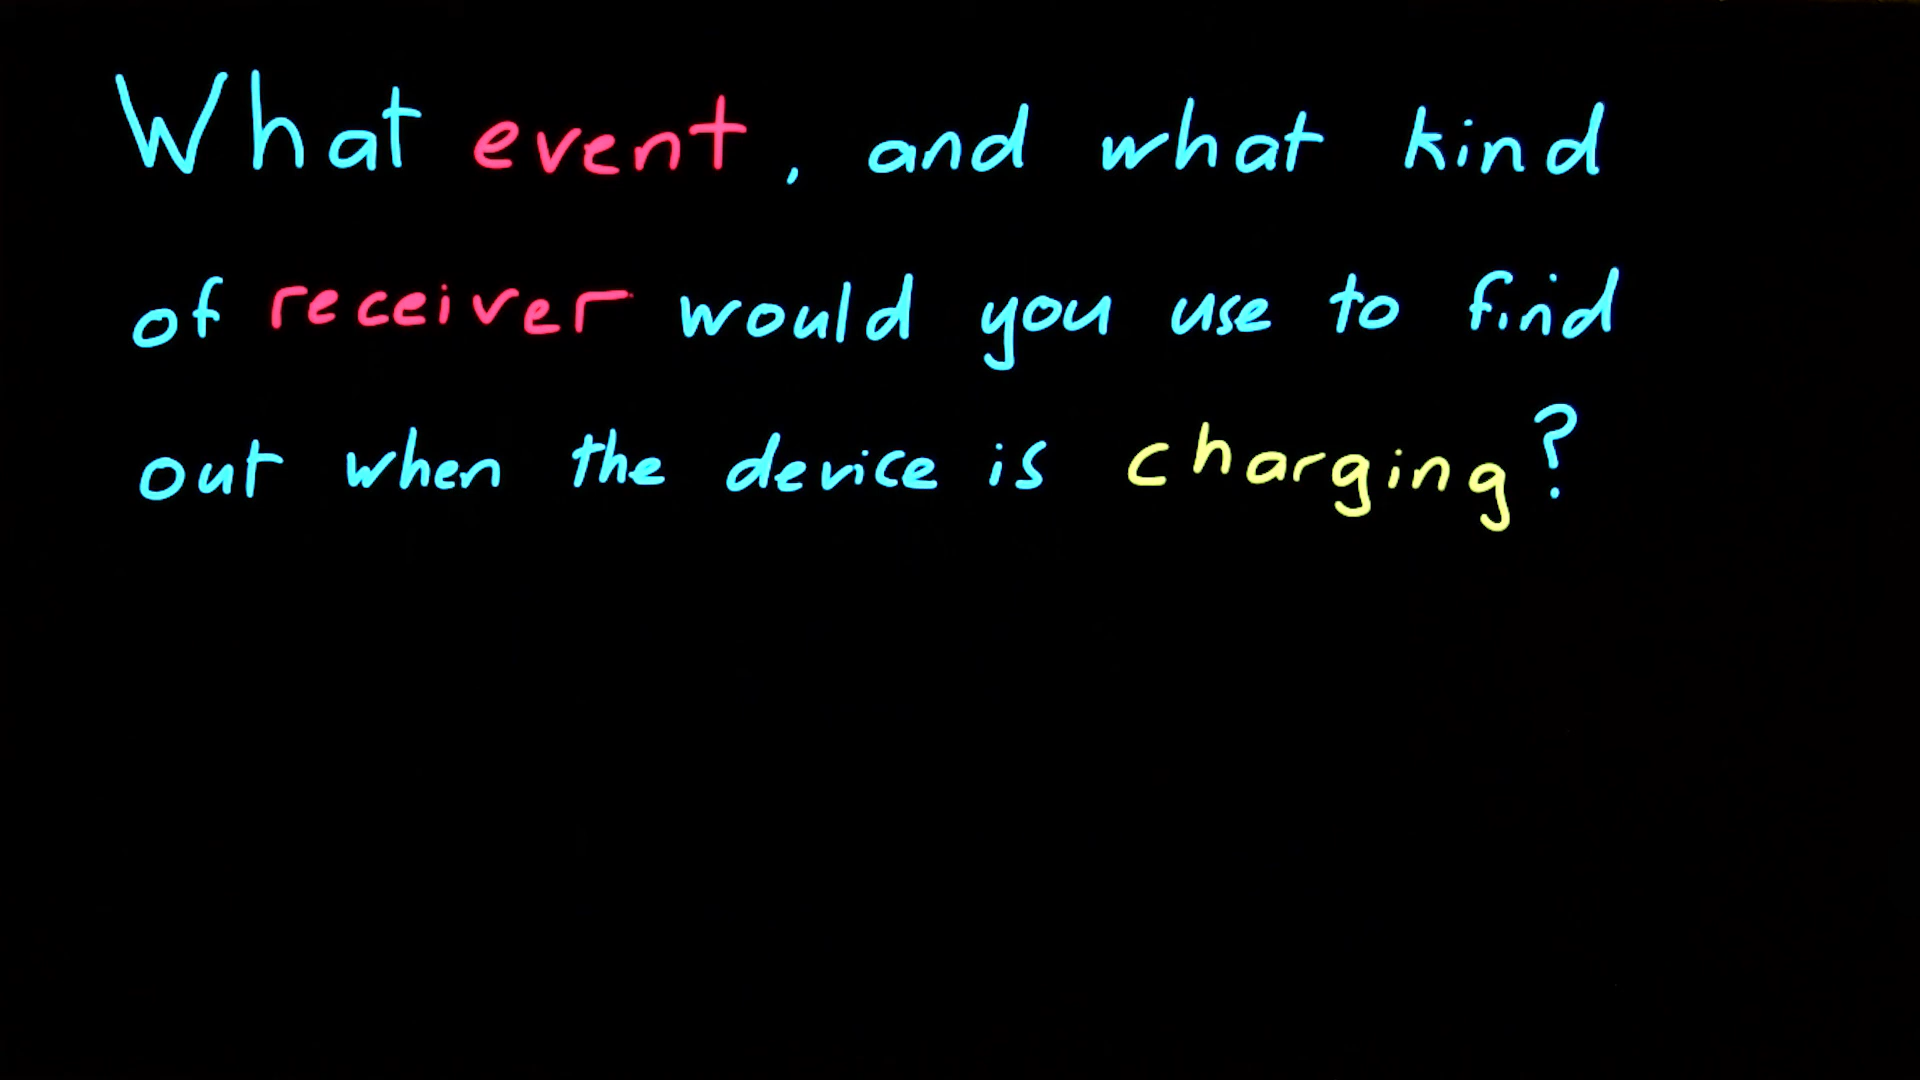 What event, and what kind
of receiver would you use to find
out when the device is charging?